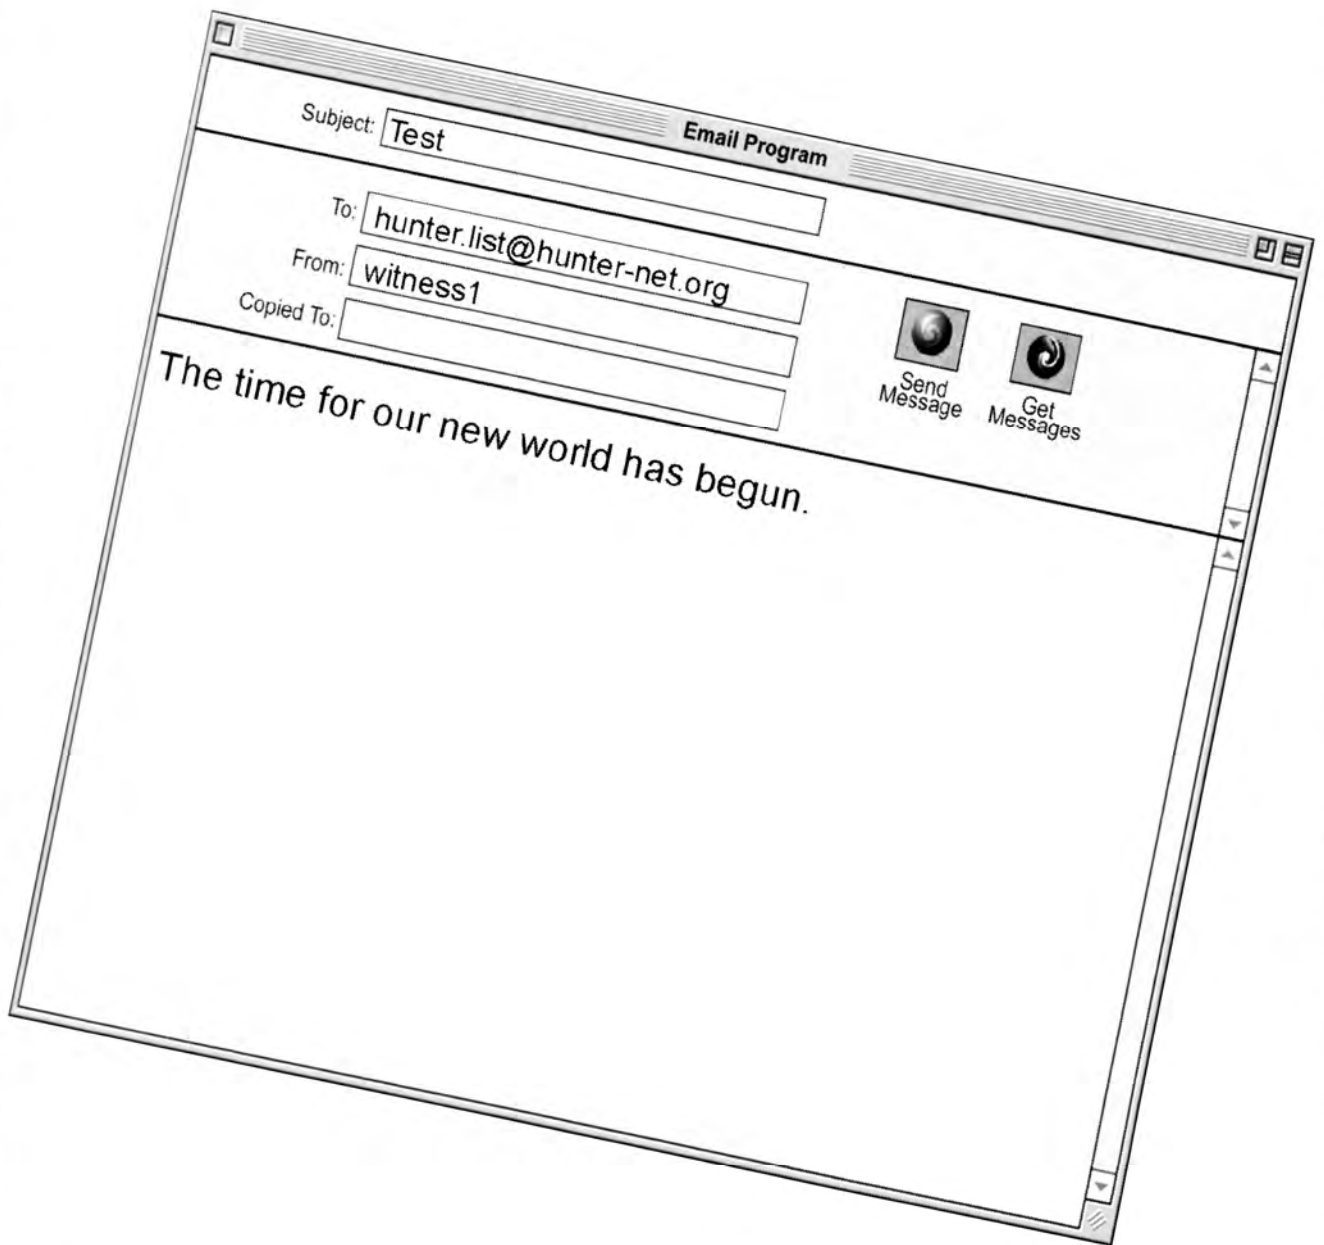 Email Program
Subject: Test
To: hunter.list@hunter-net.org
From: witness1
Copied To:
Send
Message
Get
Messages
The time for our new world has begun.